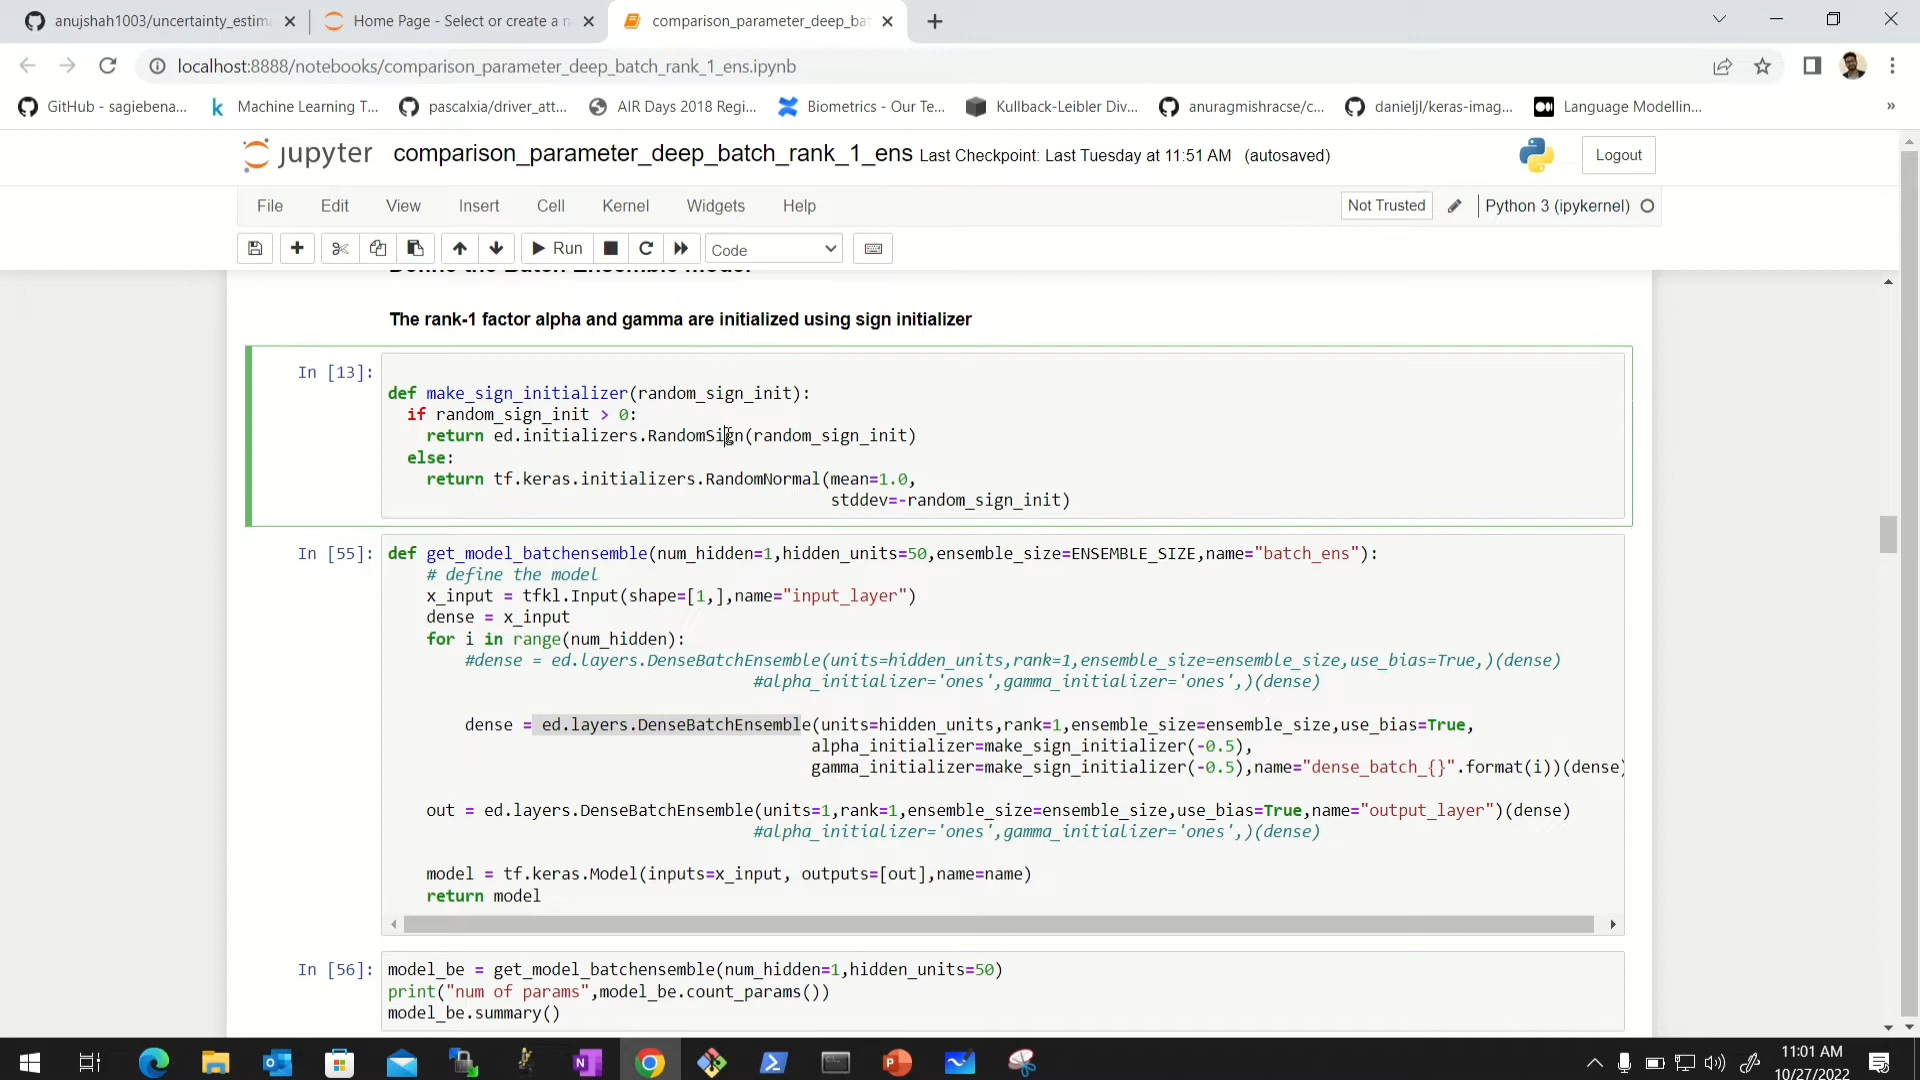 anujshah1003/uncertainty_estima
Home Page - Select or create a n
comparison_parameter_deep_bat
localhost:8888/notebooks/comparison_parameter_deep_batch_rank_1_ens.ipynb
GitHub - sagiebena...
Machine Learning T...
pascalxia/driver_att...
AIR Days 2018 Regi...
Biometrics - Our Te...
Kullback-Leibler Div...
anuragmishracse/c...
danieljl/keras-imag...
Language Modellin...
»
jupyter
comparison_parameter_deep_batch_rank_1_ens Last Checkpoint: Last Tuesday at 11:51 AM (autosaved)
Logout
File Edit View Insert Cell Kernel Widgets Help
Not Trusted
Python 3 (ipykernel)
Run
Code
Define the Batch Ensemble Model
The rank-1 factor alpha and gamma are initialized using sign initializer
In [13]:
def make_sign_initializer(random_sign_init):
if random_sign_init > 0:
return ed.initializers.RandomSign(random_sign_init)
else:
return tf.keras.initializers.RandomNormal(mean=1.0,
stddev=-random_sign_init)
In [55]:
def get_model_batchensemble(num_hidden=1,hidden_units=50,ensemble_size=ENSEMBLE_SIZE,name="batch_ens"):
# define the model
x_input = tfkl.Input(shape=[1,],name="input_layer")
dense = x_input
for i in range(num_hidden):
#dense = ed.layers.DenseBatchEnsemble(units=hidden_units,rank=1,ensemble_size=ensemble_size,use_bias=True,)(dense)
#alpha_initializer='ones',gamma_initializer='ones',)(dense)
dense = ed.layers.DenseBatchEnsemble(units=hidden_units,rank=1,ensemble_size=ensemble_size,use_bias=True,
alpha_initializer=make_sign_initializer(-0.5),
gamma_initializer=make_sign_initializer(-0.5),name="dense_batch_{}".format(i))(dense)
out = ed.layers.DenseBatchEnsemble(units=1,rank=1,ensemble_size=ensemble_size,use_bias=True,name="output_layer")(dense)
#alpha_initializer='ones',gamma_initializer='ones',)(dense)
model = tf.keras.Model(inputs=x_input, outputs=[out],name=name)
return model
In [56]:
model_be = get_model_batchensemble(num_hidden=1,hidden_units=50)
print("num of params",model_be.count_params())
model_be.summary()
11:01 AM
10/27/2022